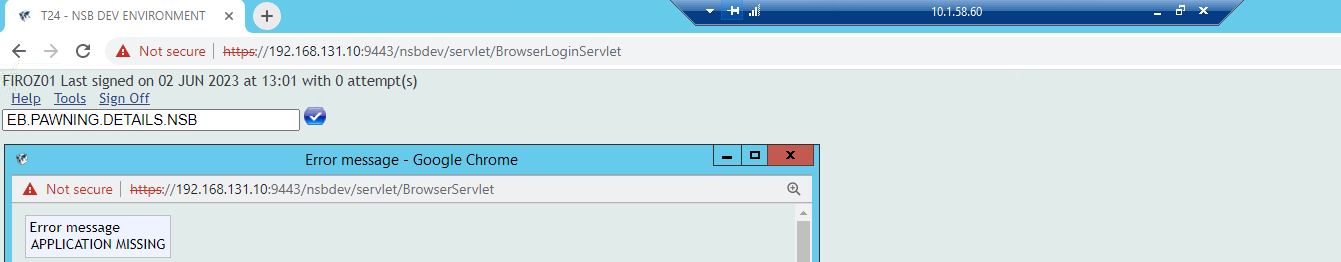 T24 - NSB DEV ENVIRONMENT
10.1.58.60
Not secure https://192.168.131.10:9443/nsbdev/servlet/BrowserLoginServlet
FIROZ01 Last signed on 02 JUN 2023 at 13:01 with 0 attempt(s)
Help Tools Sign Off
EB.PAWNING.DETAILS.NSB
Error message - Google Chrome
Not secure https://192.168.131.10:9443/nsbdev/servlet/BrowserServlet
Error message
APPLICATION MISSING